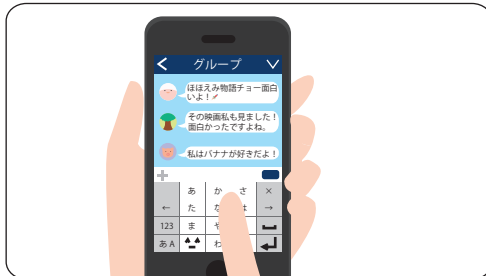 グループ
ほほえみ物語チョー面白
いよ！
その映画私も見ました！
面白かったですよね。
私はバナナが好きだよ！
あ か さ ×
← た な は →
123 ま や
あA わ